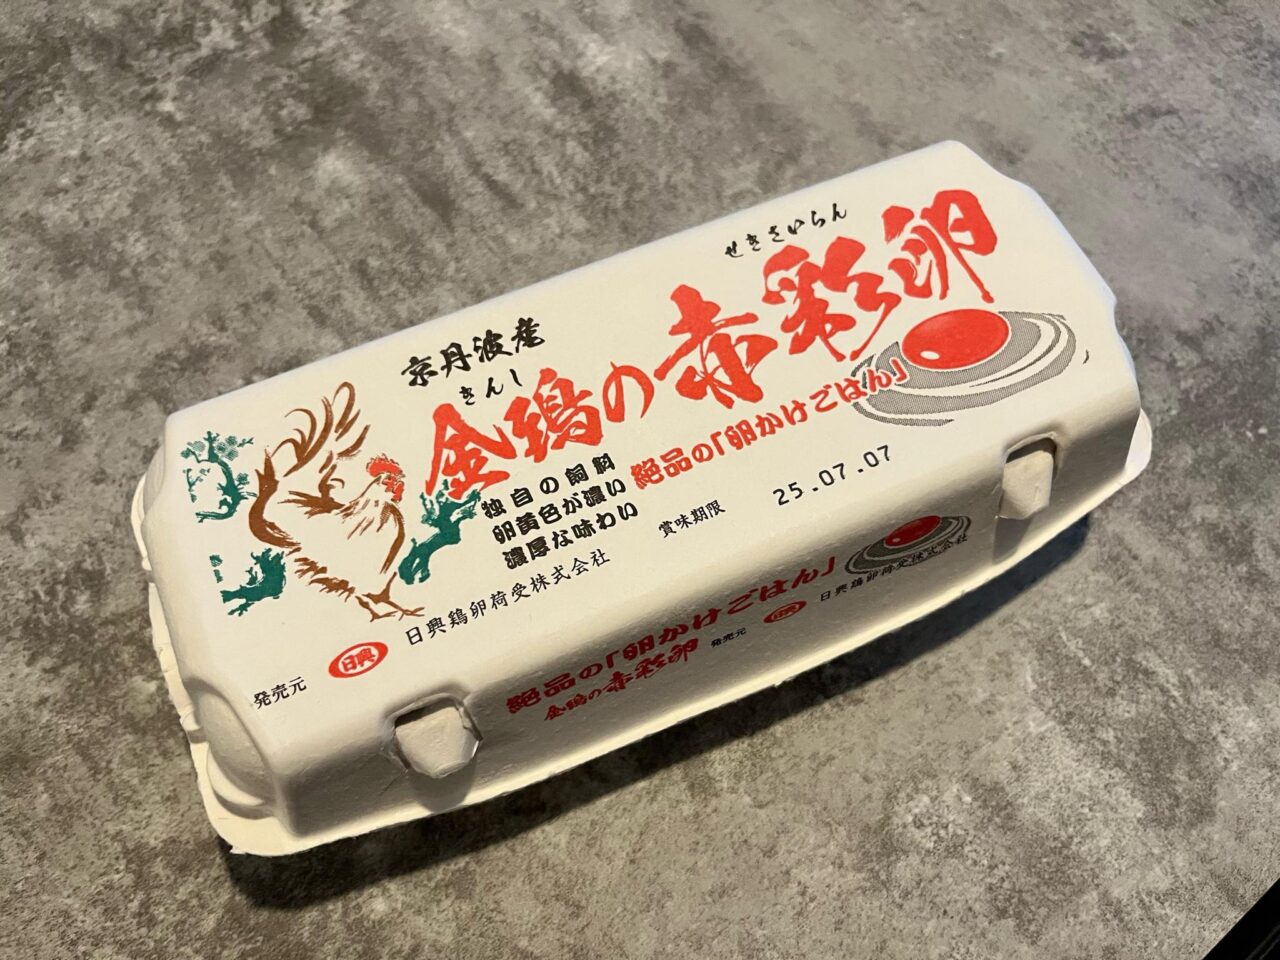 せきさいらん
京丹波産
きんし
金鵄の赤彩卵
独自の飼料
卵黄色が濃い
濃厚な味わい
絶品の「卵かけごはん」
賞味期限
25.07.07
発売元
日興
日興鶏卵荷受株式会社
絶品の「卵かけごはん」
金鵄の赤彩卵
発売元
日興
日興鶏卵荷受株式会社